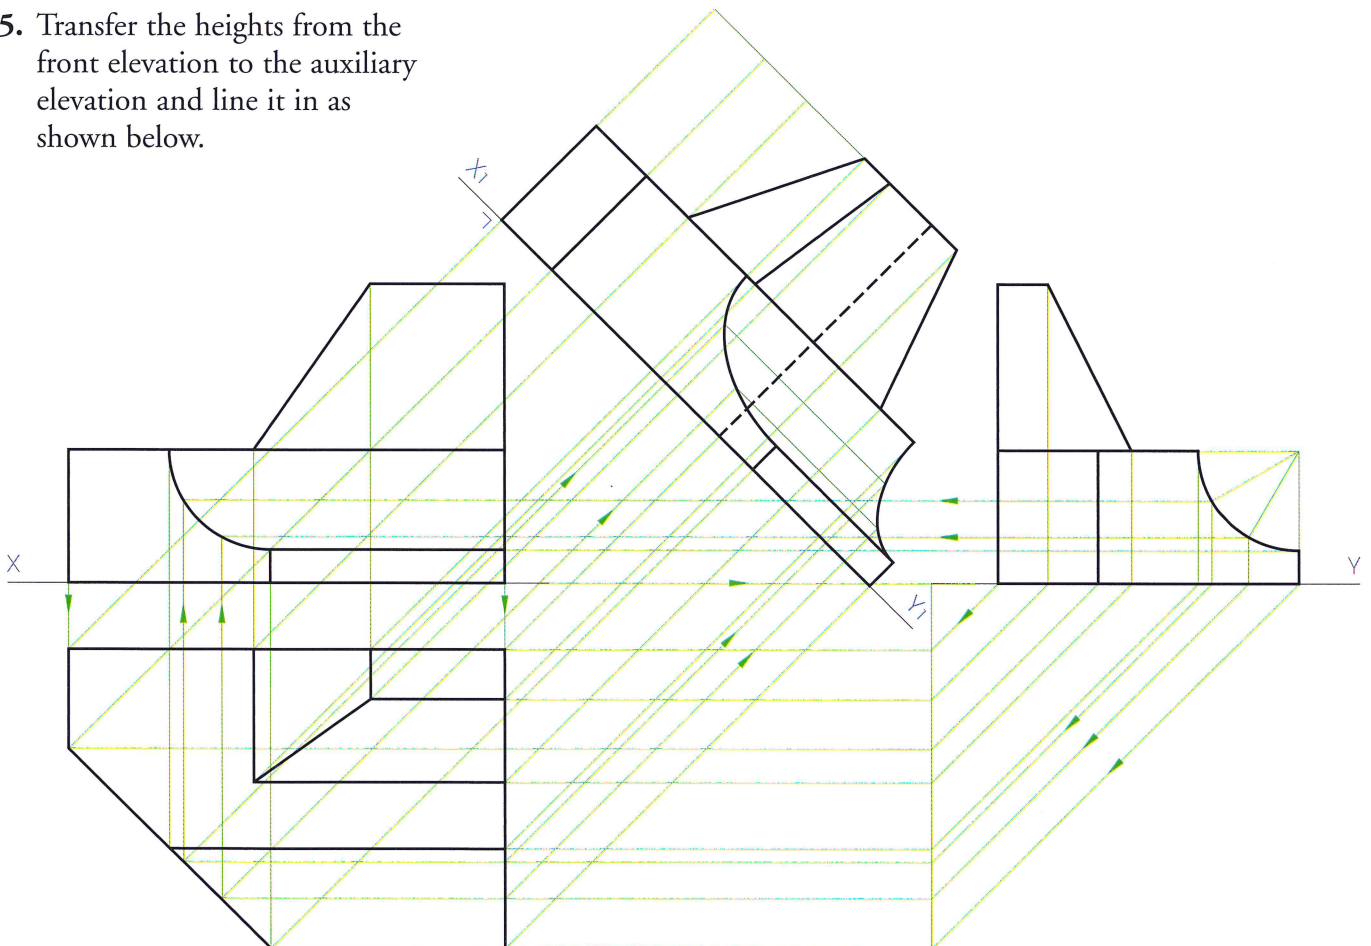 5. Transfer the heights from the
front elevation to the auxiliary
elevation and line it in as
shown below.
X₁
X
Y
Y₁